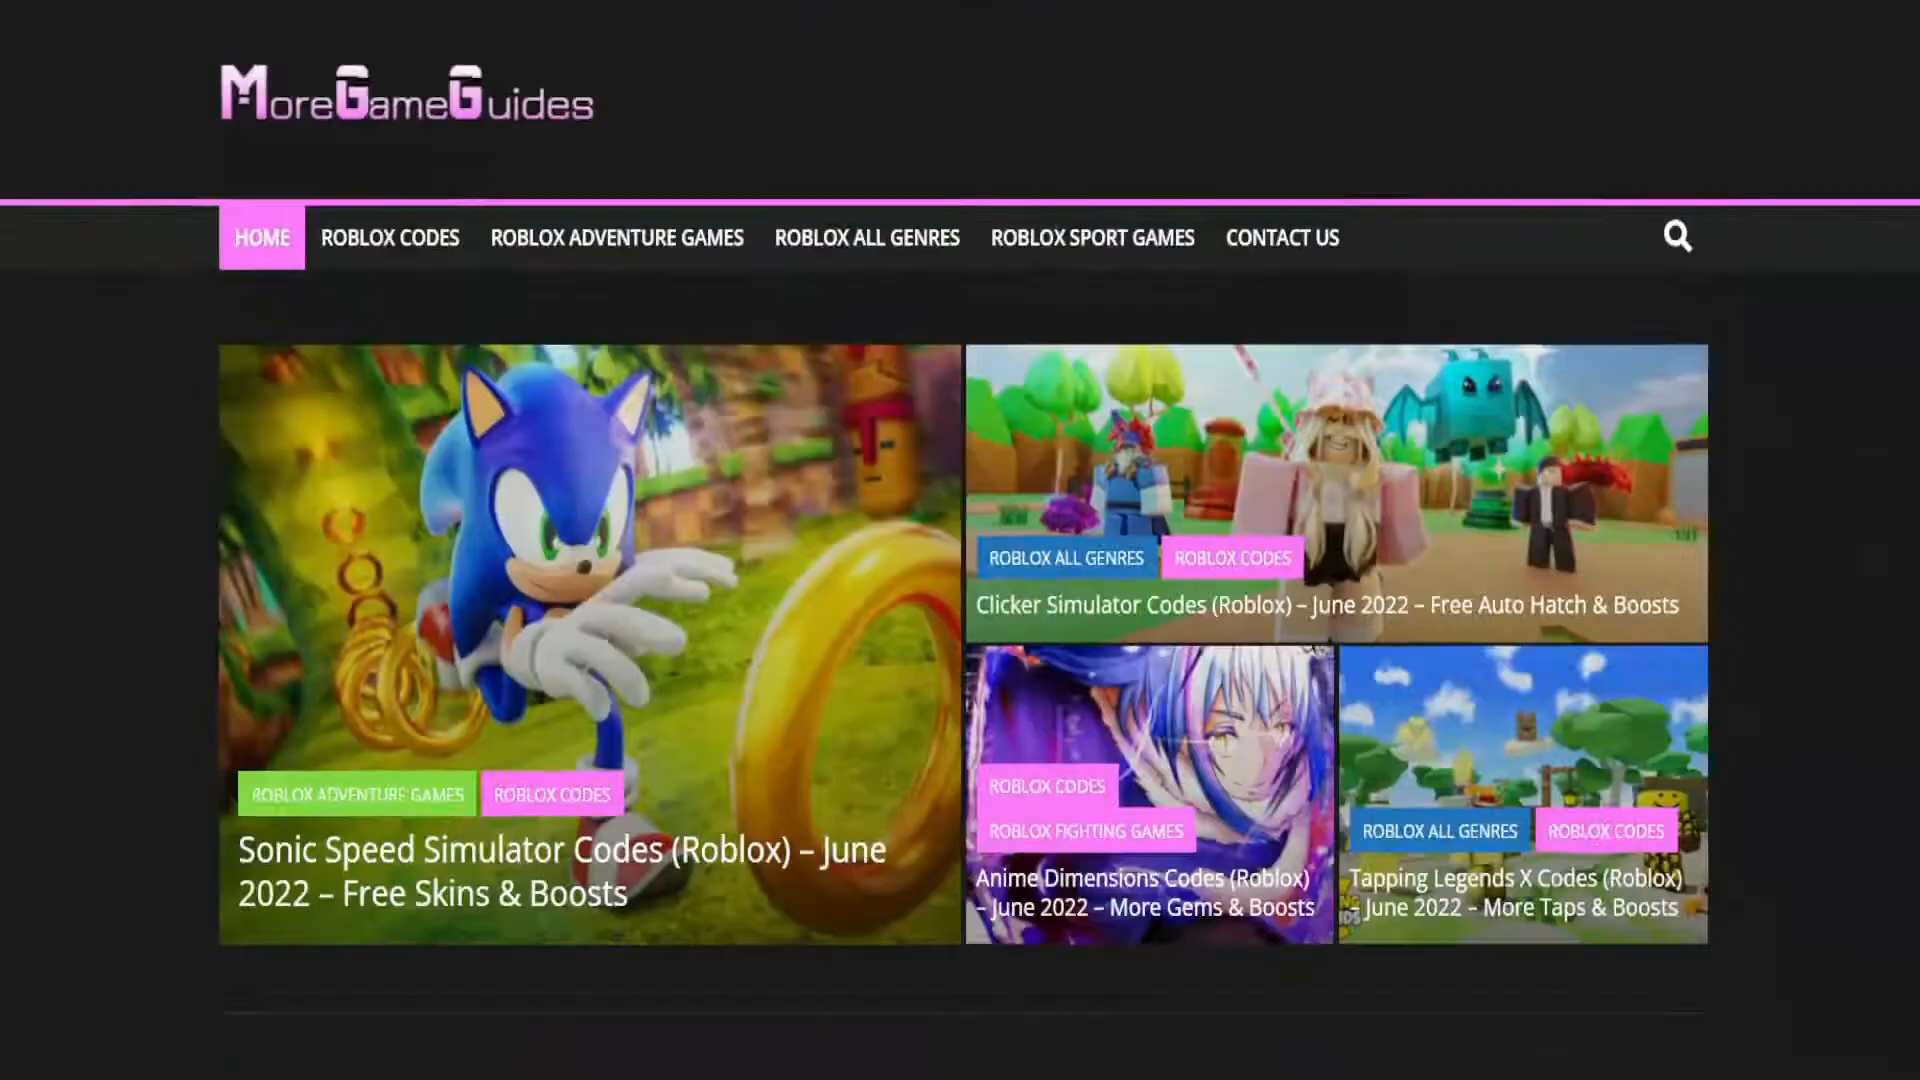 MoreGameGuides
HOME ROBLOX CODES ROBLOX ADVENTURE GAMES ROBLOX ALL GENRES ROBLOX SPORT GAMES CONTACT US
ROBLOX ADVENTURE GAMES ROBLOX CODES
Sonic Speed Simulator Codes (Roblox) – June
2022 – Free Skins & Boosts
ROBLOX ALL GENRES ROBLOX CODES
Clicker Simulator Codes (Roblox) – June 2022 – Free Auto Hatch & Boosts
ROBLOX CODES
ROBLOX FIGHTING GAMES
Anime Dimensions Codes (Roblox)
– June 2022 – More Gems & Boosts
ROBLOX ALL GENRES ROBLOX CODES
Tapping Legends X Codes (Roblox)
– June 2022 – More Taps & Boosts